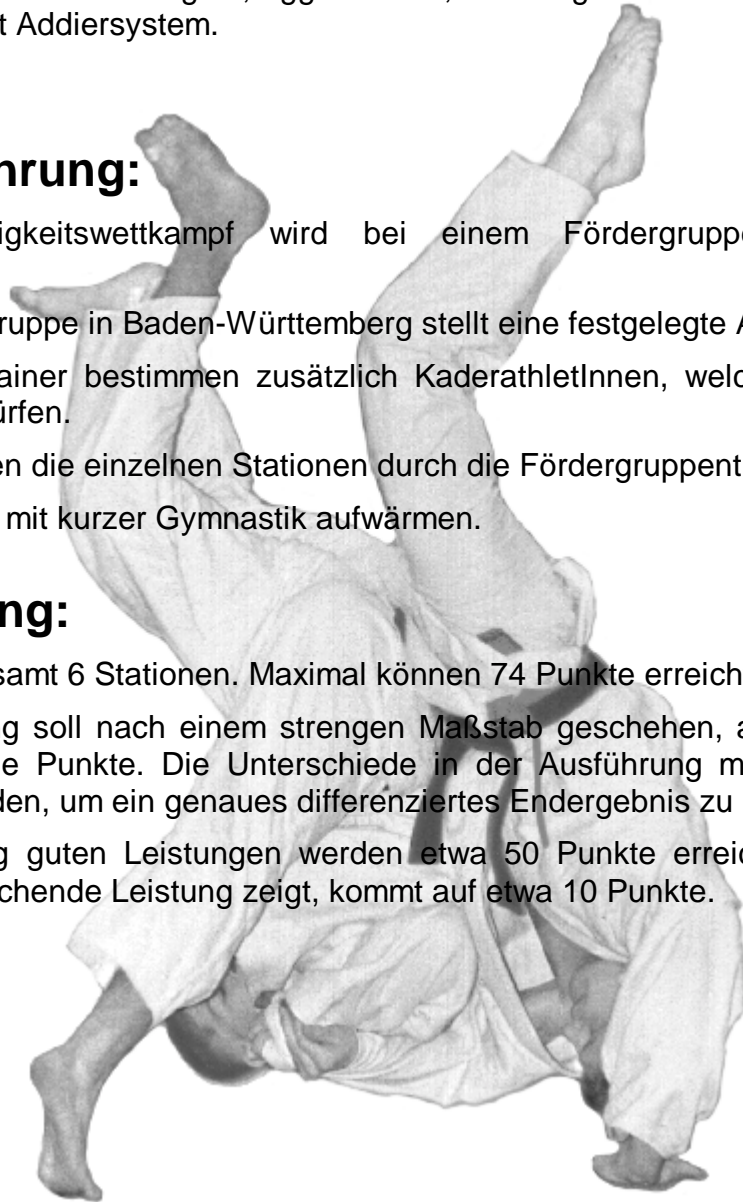 t Addiersystem.
hrung:
igkeitswettkampf wird bei einem Fördergruppe
ruppe in Baden-Württemberg stellt eine festgelegte A
ainer bestimmen zusätzlich KaderathletInnen, welc
ürfen.
en die einzelnen Stationen durch die Fördergruppent
mit kurzer Gymnastik aufwärmen.
ng:
samt 6 Stationen. Maximal können 74 Punkte erreich
g soll nach einem strengen Maßstab geschehen, a
e Punkte. Die Unterschiede in der Ausführung m
den, um ein genaues differenziertes Endergebnis zu
g guten Leistungen werden etwa 50 Punkte erreic
chende Leistung zeigt, kommt auf etwa 10 Punkte.